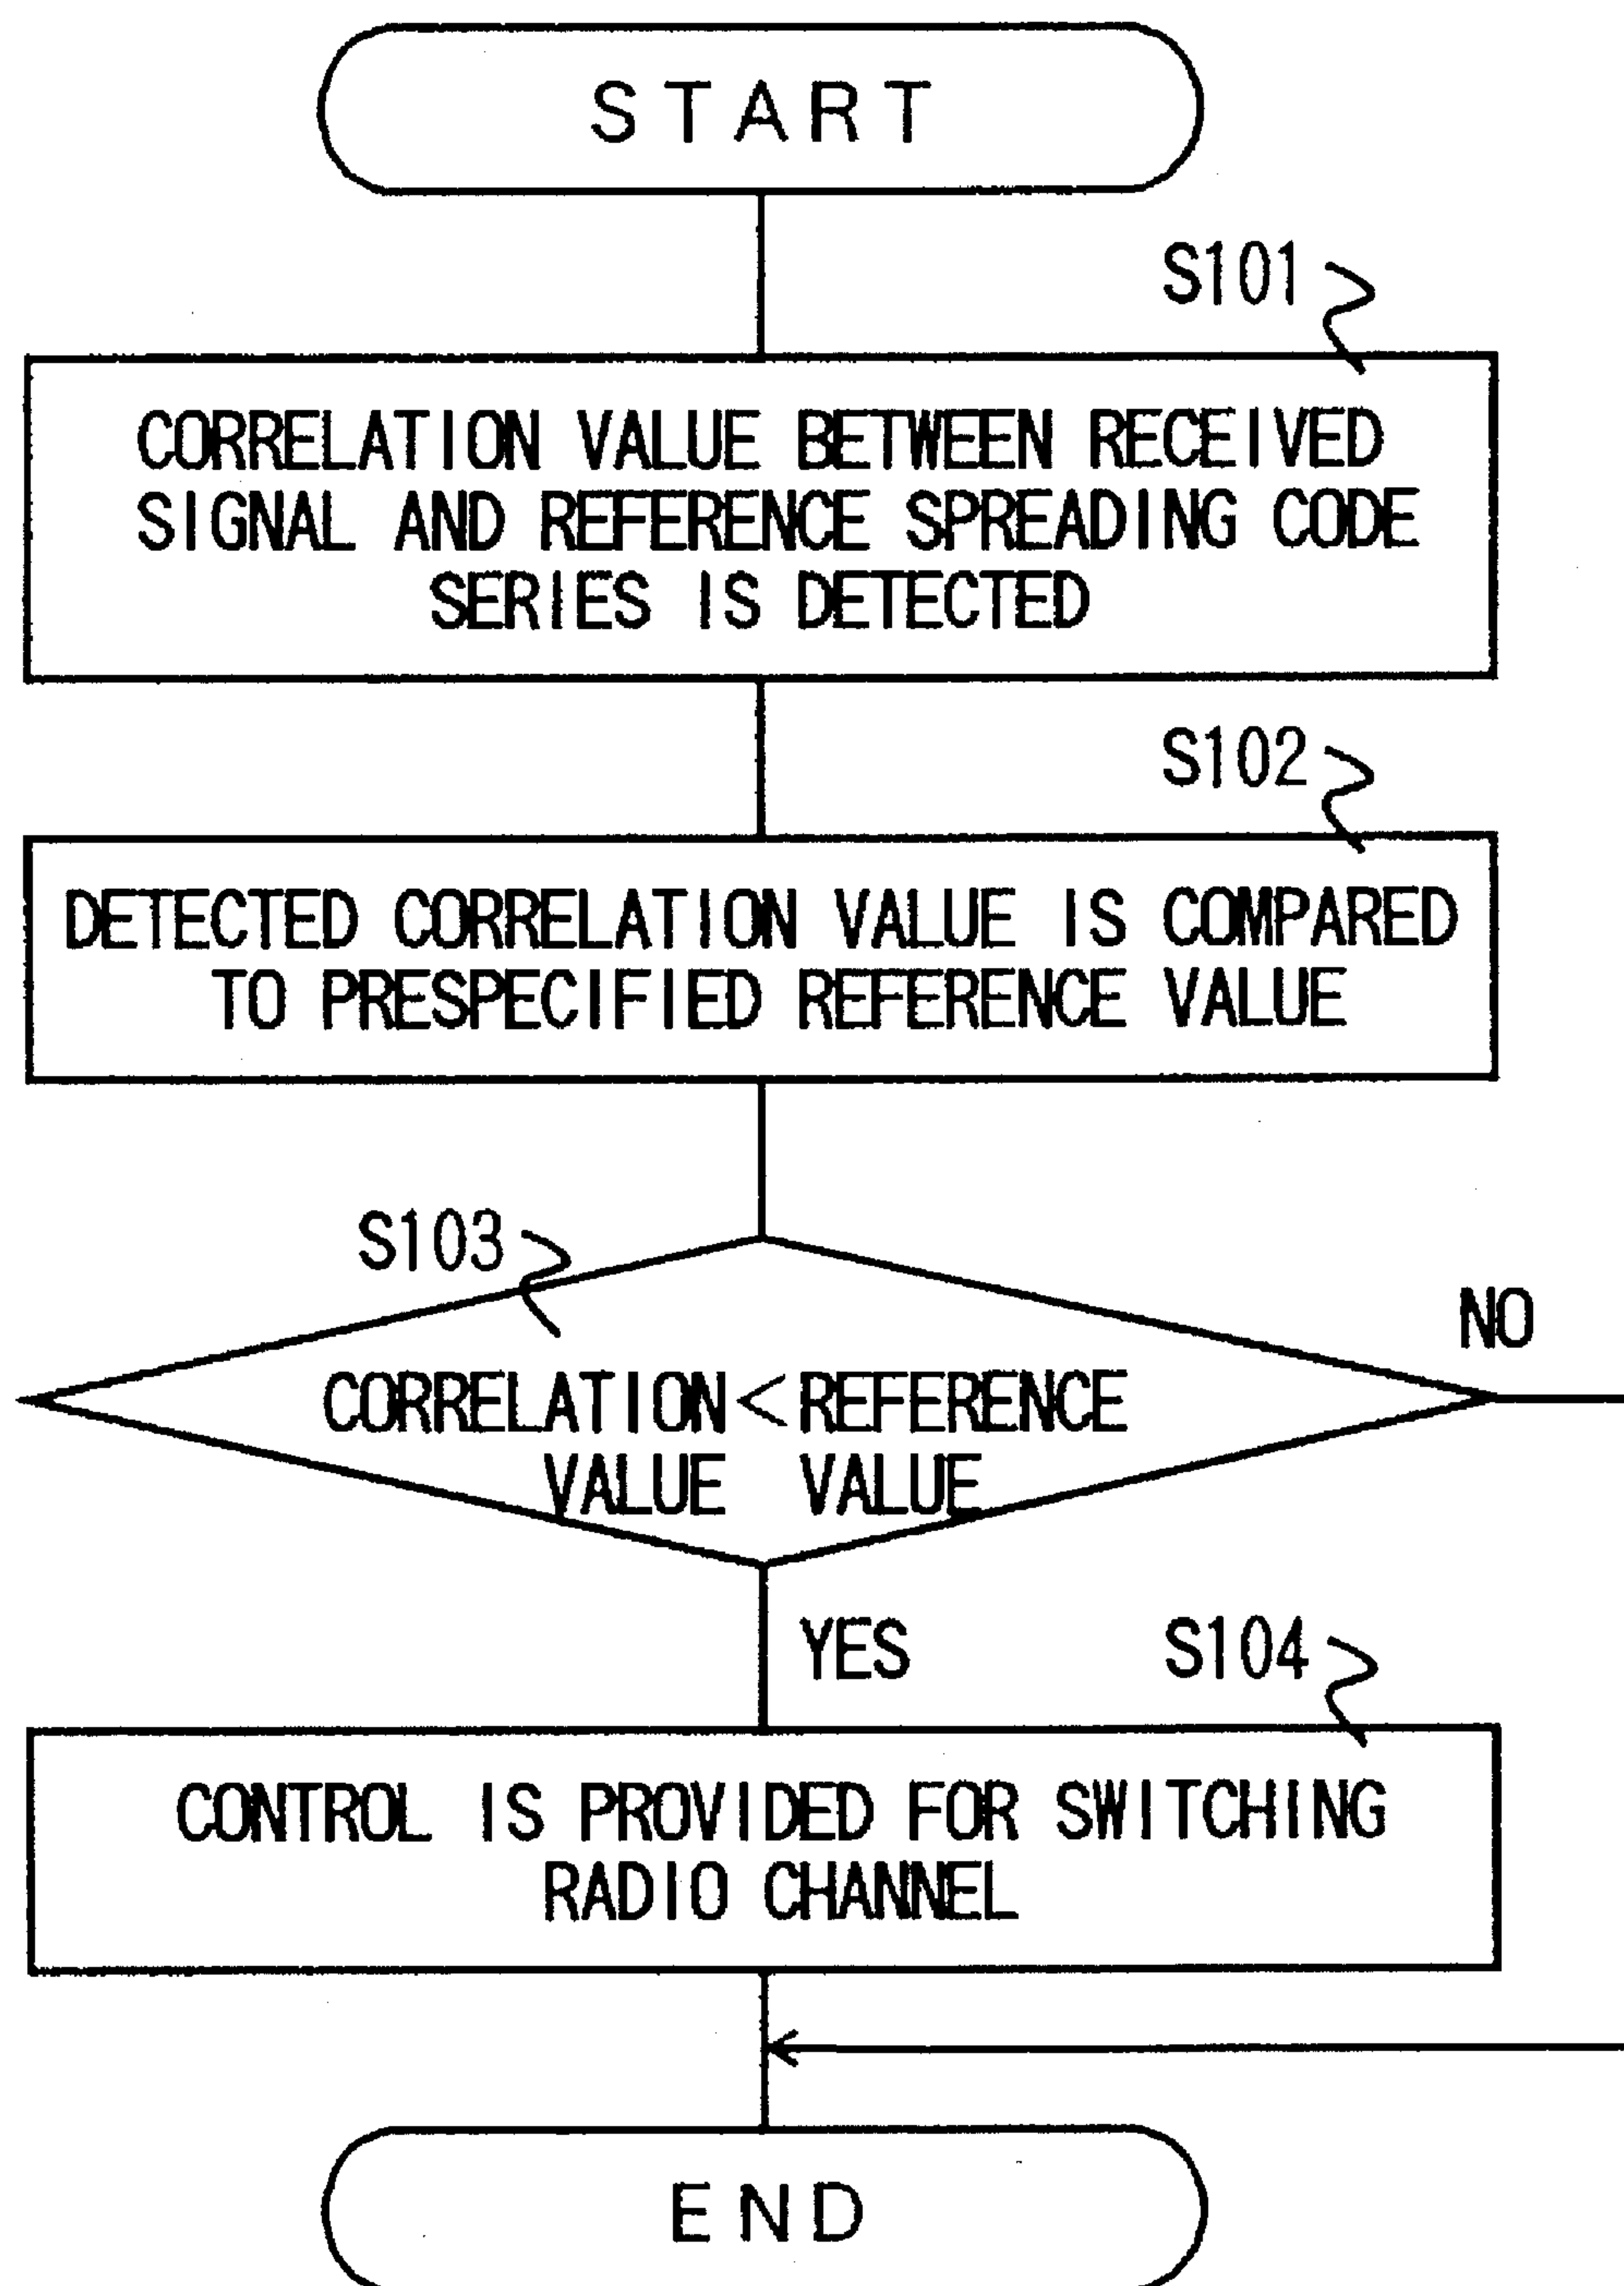 START
S101
CORRELATION VALUE BETWEEN RECEIVED
SIGNAL AND REFERENCE SPREADING CODE
SERIES IS DETECTED
S102
DETECTED CORRELATION VALUE IS COMPARED
TO PRESPECIFIED REFERENCE VALUE
S103
NO
CORRELATION < REFERENCE
VALUE VALUE
YES
S104
CONTROL IS PROVIDED FOR SWITCHING
RADIO CHANNEL
END